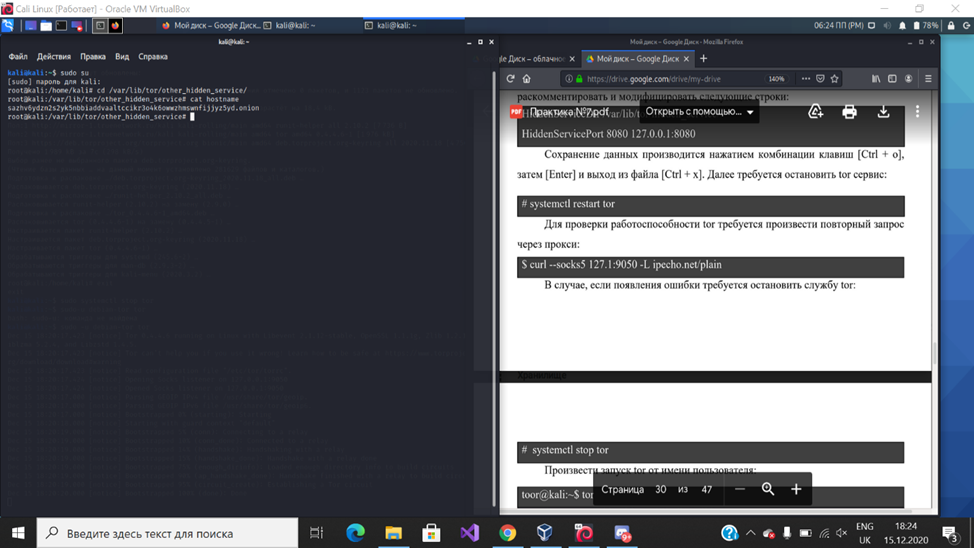 Cali Linux [Работает] - Oracle VM VirtualBox
Мой диск – Google Диск...
kali@kali: ~
kali@kali: ~
06:24 ПП (PM)
78%
kali@kali: ~
Файл Действия Правка Вид Справка
kali@kali:~$ sudo su
[sudo] пароль для kali:
root@kali:/home/kali# cd /var/lib/tor/other_hidden_service/
root@kali:/var/lib/tor/other_hidden_service# cat hostname
root@kali:/var/lib/tor/other_hidden_service#
Мой диск – Google Диск - Mozilla Firefox
Диск – облачно
Мой диск – Google Диск
https://drive.google.com/drive/my-drive
140%
раскомментировать и модифицировать следующие строки:
Практика №7.pdf
Открыть с помощью...
HiddenServicePort 8080 127.0.0.1:8080
Сохранение данных производится нажатием комбинации клавиш [Ctrl + o],
затем [Enter] и выход из файла [Ctrl + x]. Далее требуется остановить tor сервис:
# systemctl restart tor
Для проверки работоспособности tor требуется произвести повторный запрос
через прокси:
$ curl --socks5 127.1:9050 -L ipecho.net/plain
В случае, если появления ошибки требуется остановить службу tor:
# systemctl stop tor
Произвести запуск tor от имени пользователя:
toor@kali:~$ tor
Страница 30 из 47
Введите здесь текст для поиска
ENG
UK
18:24
15.12.2020
3